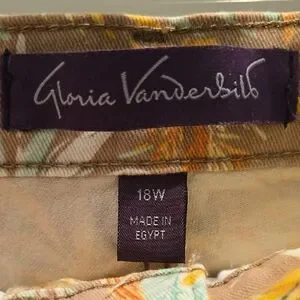 Gloria Vanderbilt
18W
MADE IN
EGYPT